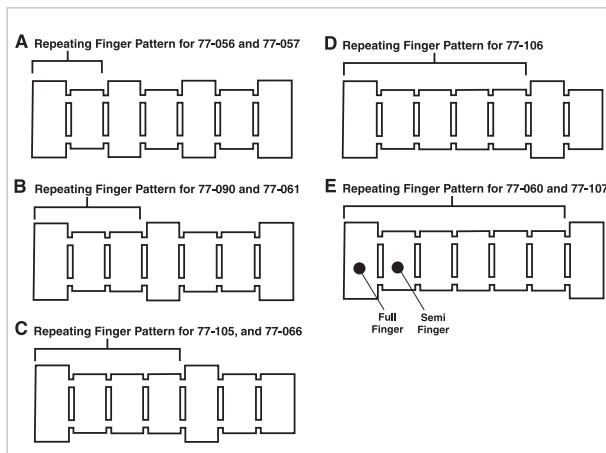 A Repeating Finger Pattern for 77-056 and 77-057
B Repeating Finger Pattern for 77-090 and 77-061
C Repeating Finger Pattern for 77-105, and 77-066
D Repeating Finger Pattern for 77-106
E Repeating Finger Pattern for 77-060 and 77-107
Full Finger
Semi Finger